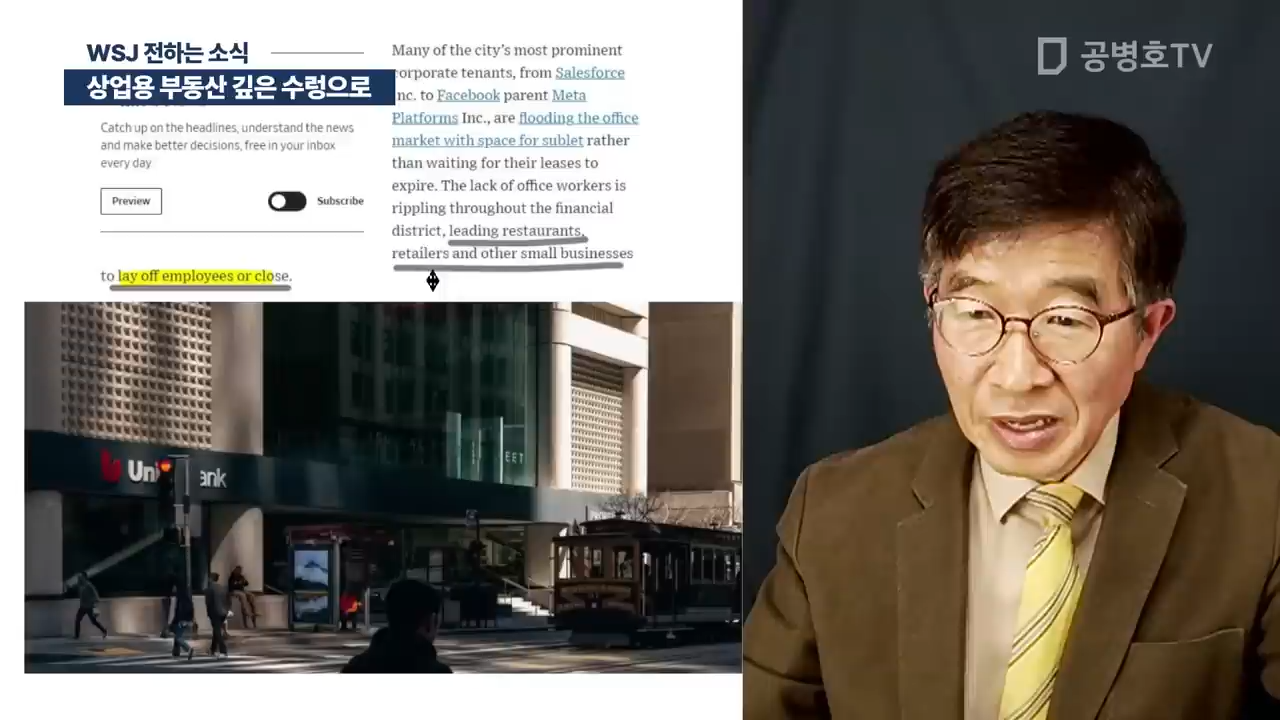 WSJ 전하는 소식
상업용 부동산 깊은 수렁으로
Catch up on the headlines, understand the news
and make better decisions, free in your inbox
every day
Preview
Subscribe
to lay off employees or close.
Many of the city's most prominent
corporate tenants, from Salesforce
Inc. to Facebook parent Meta
Platforms Inc., are flooding the office
market with space for sublet rather
than waiting for their leases to
expire. The lack of office workers is
rippling throughout the financial
district, leading restaurants,
retailers and other small businesses
공병호TV
Uni ank
EET